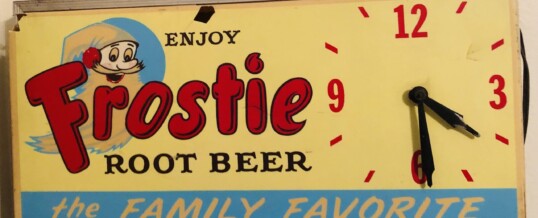 ENJOY
Frostie
ROOT BEER
the FAMILY FAVORITE
12
9 3
6